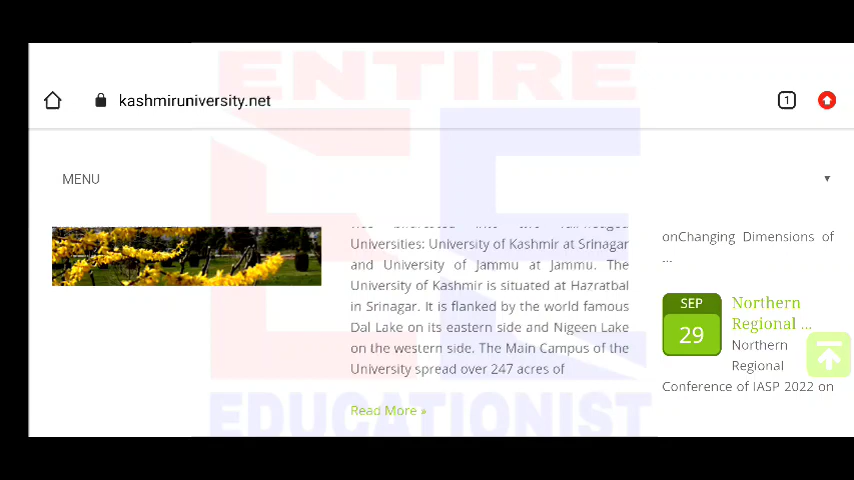 ENTIRE
kashmiruniversity.net
1
MENU
Universities: University of Kashmir at Srinagar
and University of Jammu at Jammu. The
University of Kashmir is situated at Hazratbal
in Srinagar. It is flanked by the world famous
Dal Lake on its eastern side and Nigeen Lake
on the western side. The Main Campus of the
University spread over 247 acres of
Read More »
onChanging Dimensions of
...
SEP
29
Northern
Regional ...
Northern
Regional
Conference of IASP 2022 on
EE
EDUCATIONIST